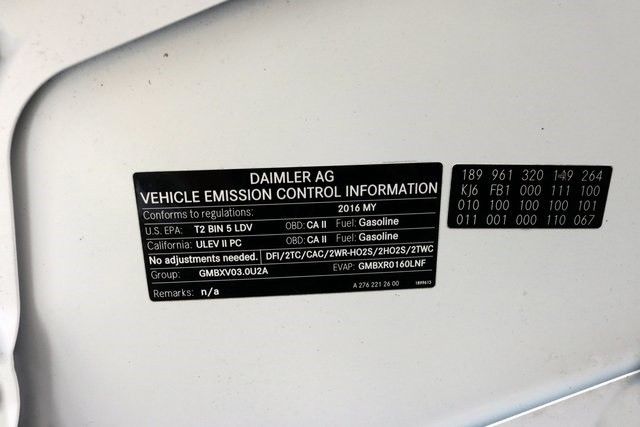 DAIMLER AG
VEHICLE EMISSION CONTROL INFORMATION
Conforms to regulations: 2016 MY
U.S. EPA: T2 BIN 5 LDV OBD: CA II Fuel: Gasoline
California: ULEV II PC OBD: CA II Fuel: Gasoline
No adjustments needed. DFI/2TC/CAC/2WR-HO2S/2HO2S/2TWC
Group: GMBXV03.0U2A EVAP: GMBXR0160LNF
Remarks: n/a A 276 221 26 00
189 961 320 149 264
KJ6 FB1 000 111 100
010 100 100 100 101
011 001 000 110 067